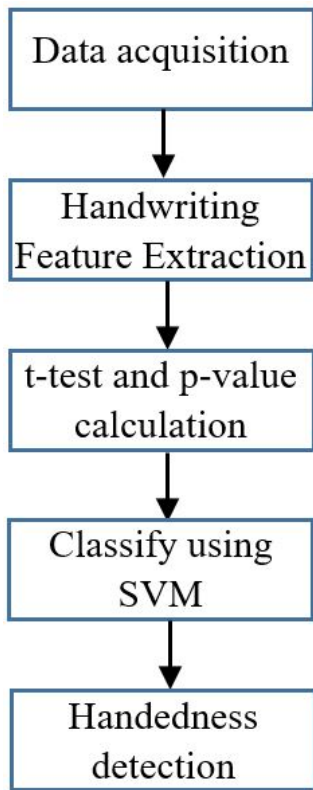 Data acquisition
Handwriting
Feature Extraction
t-test and p-value
calculation
Classify using
SVM
Handedness
detection